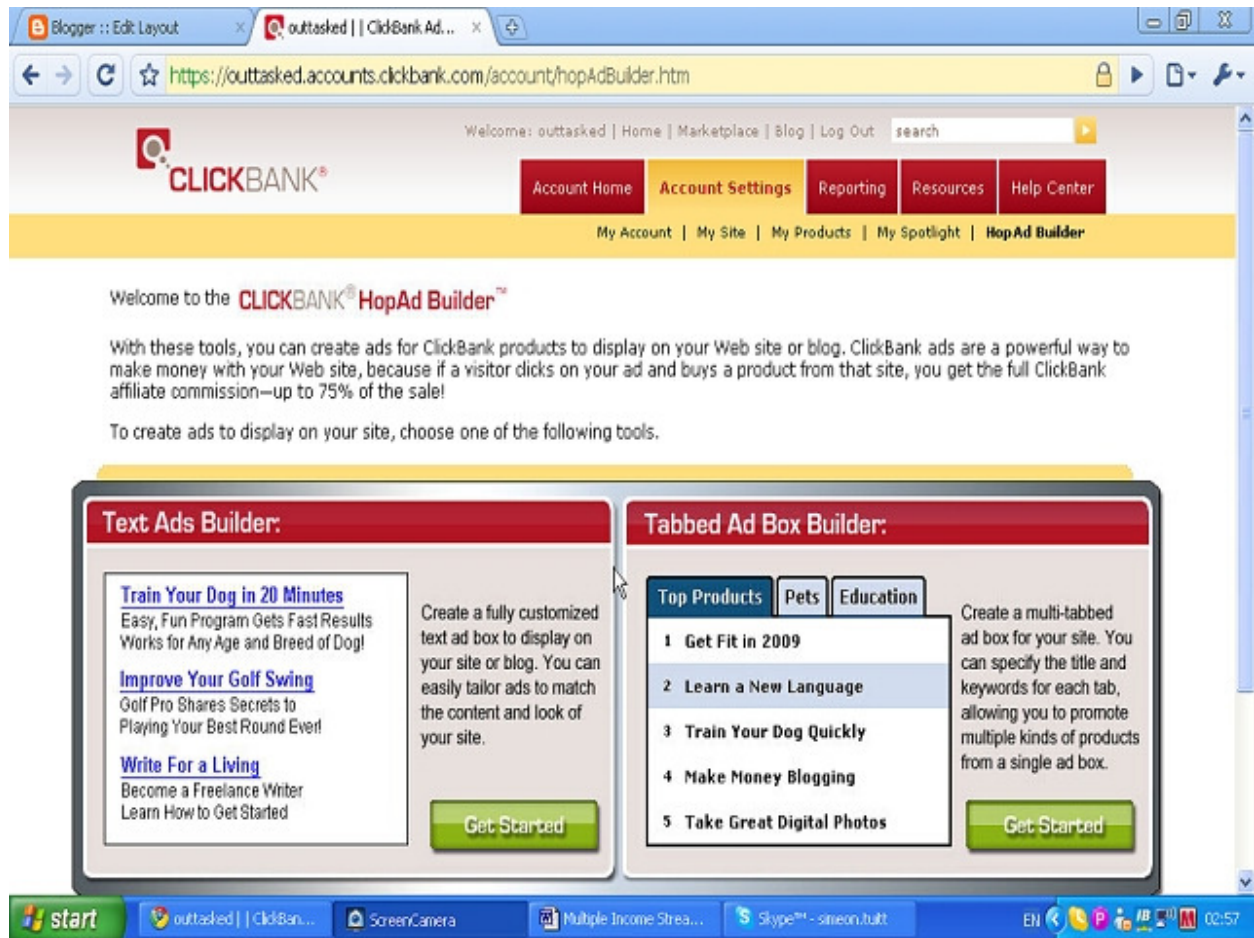 Blogger :: Edit Layout
outtasked | | ClickBank Ad...
https://outtasked.accounts.clickbank.com/account/hopAdBuilder.htm
Welcome: outtasked | Home | Marketplace | Blog | Log Out search
CLICKBANK®
Account Home Account Settings Reporting Resources Help Center
My Account | My Site | My Products | My Spotlight | HopAd Builder
Welcome to the CLICKBANK® HopAd Builder™
With these tools, you can create ads for ClickBank products to display on your Web site or blog. ClickBank ads are a powerful way to
make money with your Web site, because if a visitor clicks on your ad and buys a product from that site, you get the full ClickBank
affiliate commission—up to 75% of the sale!
To create ads to display on your site, choose one of the following tools.
Text Ads Builder:
Train Your Dog in 20 Minutes
Easy, Fun Program Gets Fast Results
Works for Any Age and Breed of Dog!
Improve Your Golf Swing
Golf Pro Shares Secrets to
Playing Your Best Round Ever!
Write For a Living
Become a Freelance Writer
Learn How to Get Started
Create a fully customized
text ad box to display on
your site or blog. You can
easily tailor ads to match
the content and look of
your site.
Get Started
Tabbed Ad Box Builder:
Top Products Pets Education
1 Get Fit in 2009
2 Learn a New Language
3 Train Your Dog Quickly
4 Make Money Blogging
5 Take Great Digital Photos
Create a multi-tabbed
ad box for your site. You
can specify the title and
keywords for each tab,
allowing you to promote
multiple kinds of products
from a single ad box.
Get Started
start outtasked | | ClickBan... ScreenCamera Multiple Income Strea... Skype™ - simeon.tuitt EN 02:57